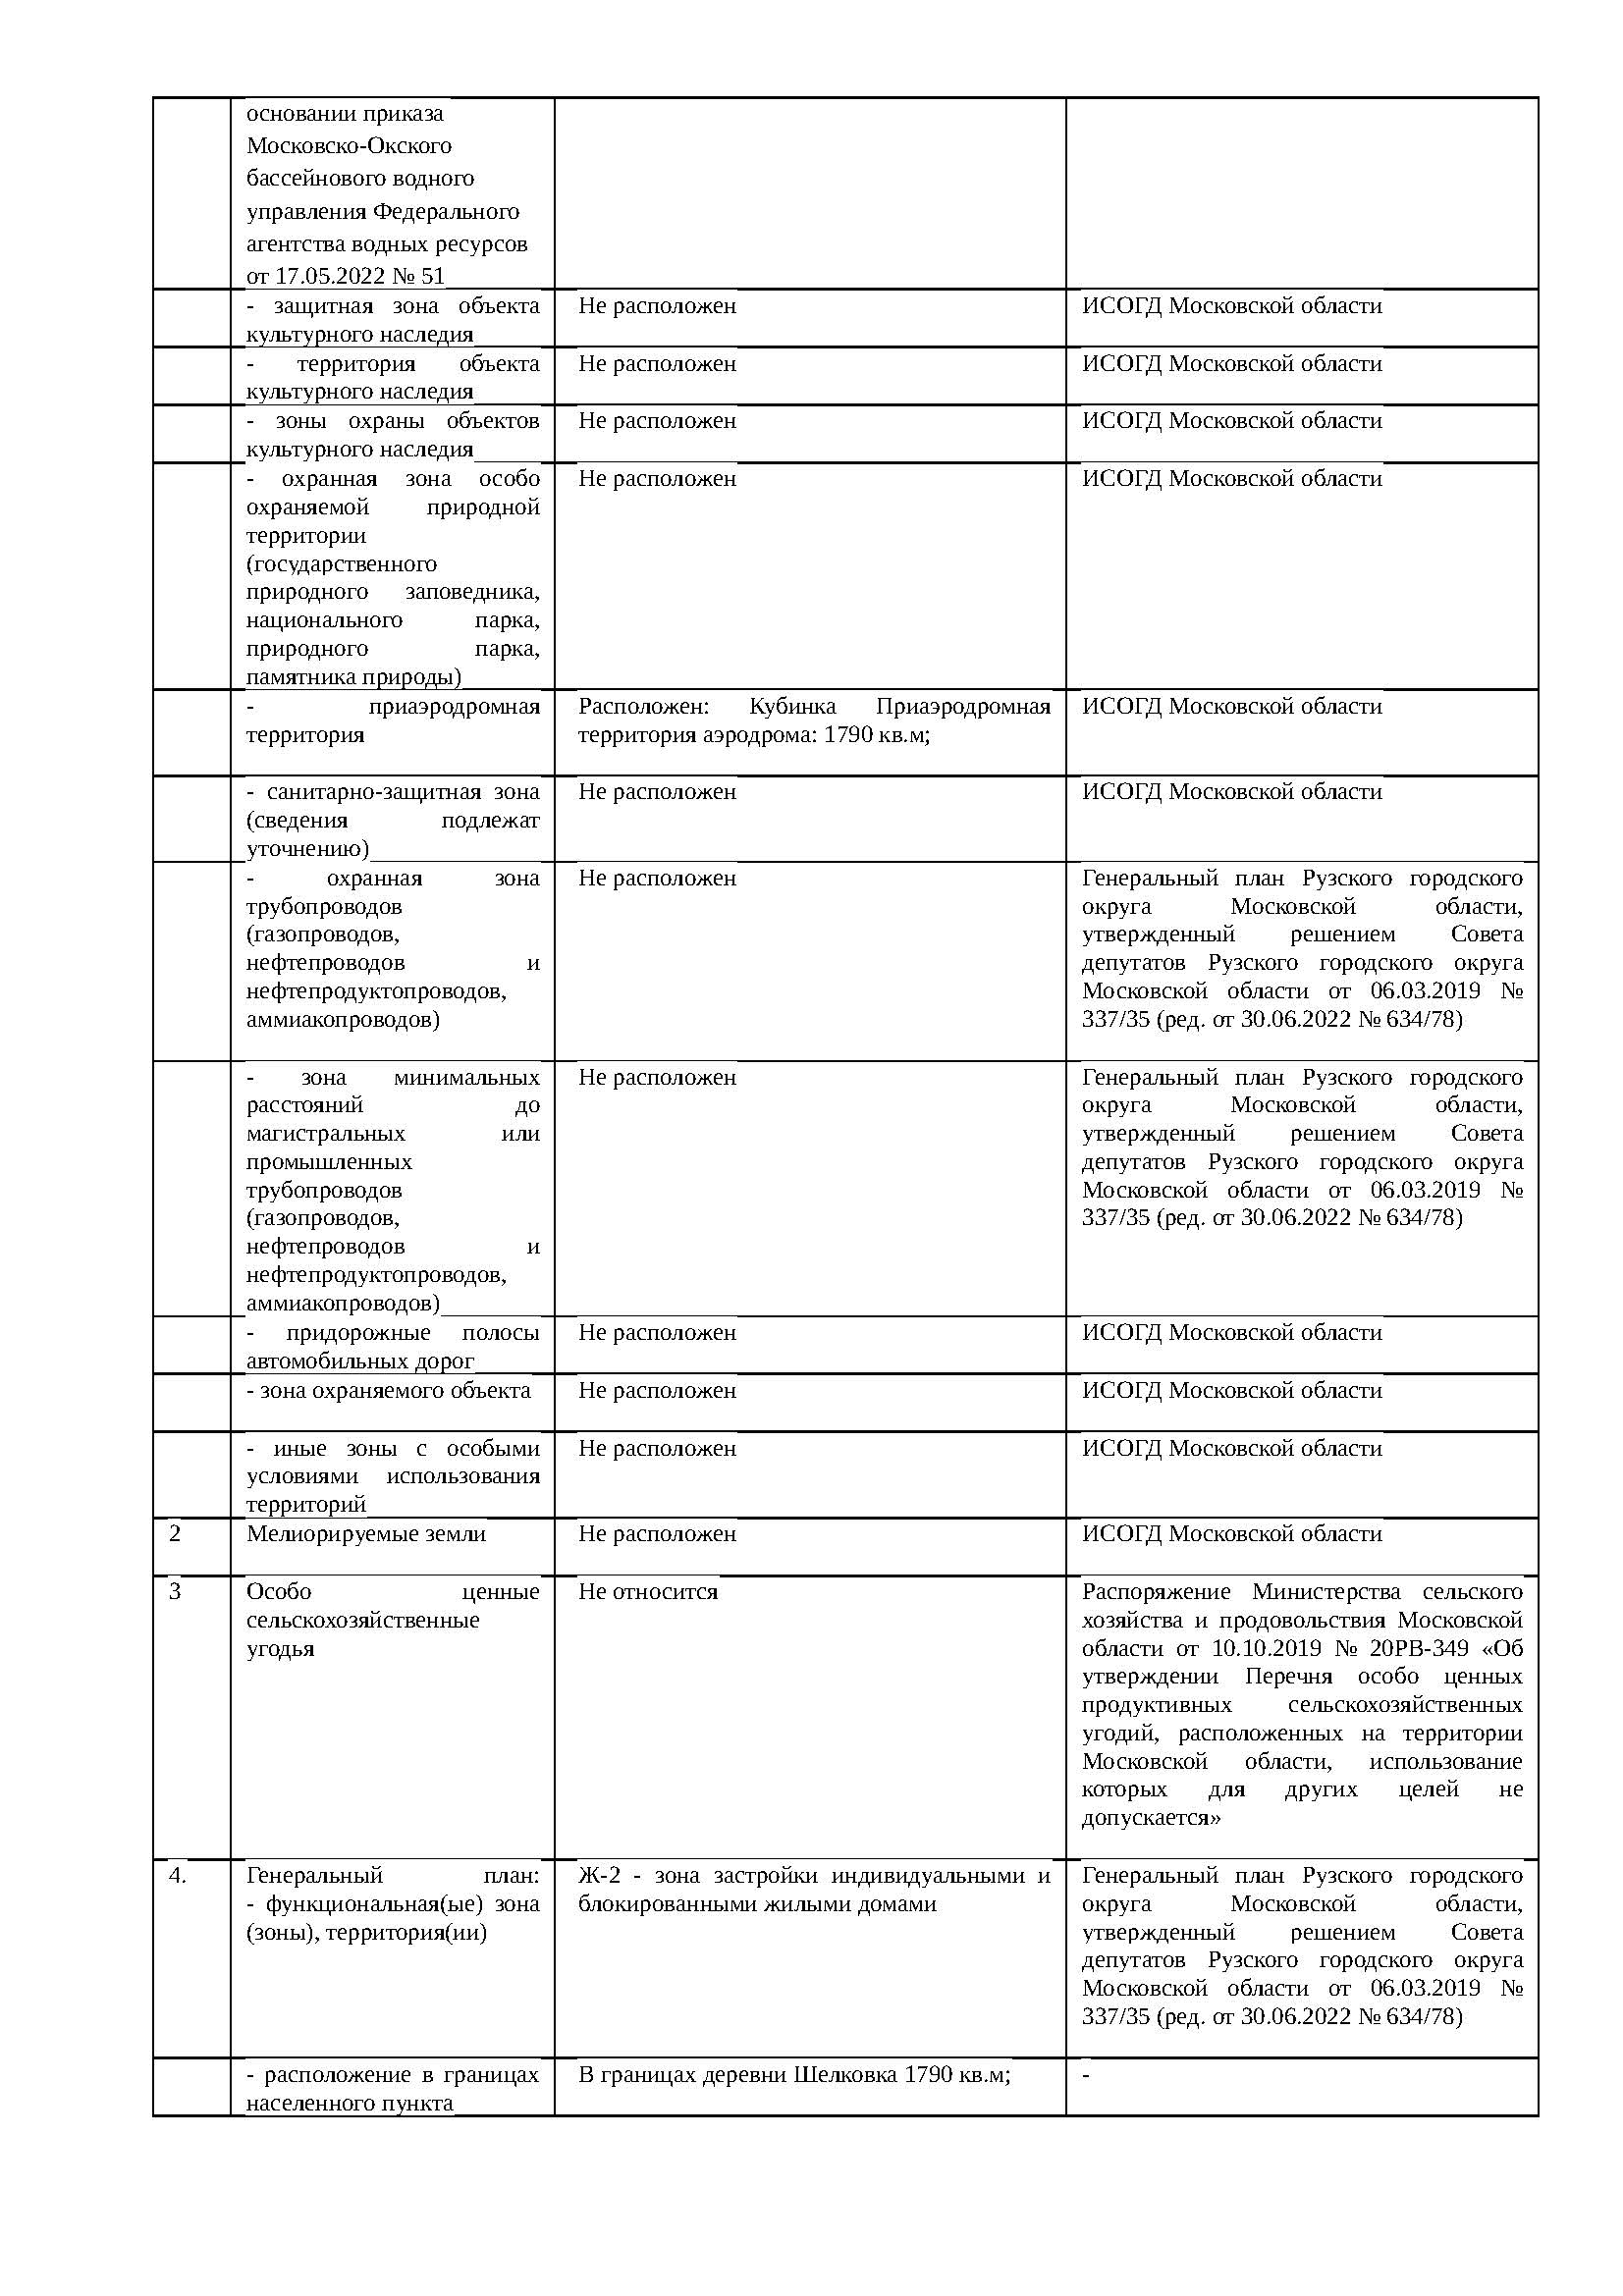 основании приказа
Московско-Окского
бассейнового водного
управления Федерального
агентства водных ресурсов
от 17.05.2022 № 51
- защитная зона объекта
культурного наследия
Не расположен
ИСОГД Московской области
- территория объекта
культурного наследия
Не расположен
ИСОГД Московской области
- зоны охраны объектов
культурного наследия
Не расположен
ИСОГД Московской области
- охранная зона особо
охраняемой природной
территории
(государственного
природного заповедника,
национального парка,
природного парка,
памятника природы)
Не расположен
ИСОГД Московской области
- приаэродромная
территория
Расположен: Кубинка Приаэродромная
территория аэродрома: 1790 кв.м;
ИСОГД Московской области
- санитарно-защитная зона
(сведения подлежат
уточнению)
Не расположен
ИСОГД Московской области
- охранная зона
трубопроводов
(газопроводов,
нефтепроводов и
нефтепродуктопроводов,
аммиакопроводов)
Не расположен
Генеральный план Рузского городского
округа Московской области,
утвержденный решением Совета
депутатов Рузского городского округа
Московской области от 06.03.2019 №
337/35 (ред. от 30.06.2022 № 634/78)
- зона минимальных
расстояний до
магистральных или
промышленных
трубопроводов
(газопроводов,
нефтепроводов и
нефтепродуктопроводов,
аммиакопроводов)
Не расположен
Генеральный план Рузского городского
округа Московской области,
утвержденный решением Совета
депутатов Рузского городского округа
Московской области от 06.03.2019 №
337/35 (ред. от 30.06.2022 № 634/78)
- придорожные полосы
автомобильных дорог
Не расположен
ИСОГД Московской области
- зона охраняемого объекта
Не расположен
ИСОГД Московской области
- иные зоны с особыми
условиями использования
территорий
Не расположен
ИСОГД Московской области
2
Мелиорируемые земли
Не расположен
ИСОГД Московской области
3
Особо ценные
сельскохозяйственные
угодья
Не относится
Распоряжение Министерства сельского
хозяйства и продовольствия Московской
области от 10.10.2019 № 20РВ-349 «Об
утверждении Перечня особо ценных
продуктивных сельскохозяйственных
угодий, расположенных на территории
Московской области, использование
которых для других целей не
допускается»
4.
Генеральный план:
- функциональная(ые) зона
(зоны), территория(ии)
Ж-2 - зона застройки индивидуальными и
блокированными жилыми домами
Генеральный план Рузского городского
округа Московской области,
утвержденный решением Совета
депутатов Рузского городского округа
Московской области от 06.03.2019 №
337/35 (ред. от 30.06.2022 № 634/78)
- расположение в границах
населенного пункта
В границах деревни Шелковка 1790 кв.м;
-